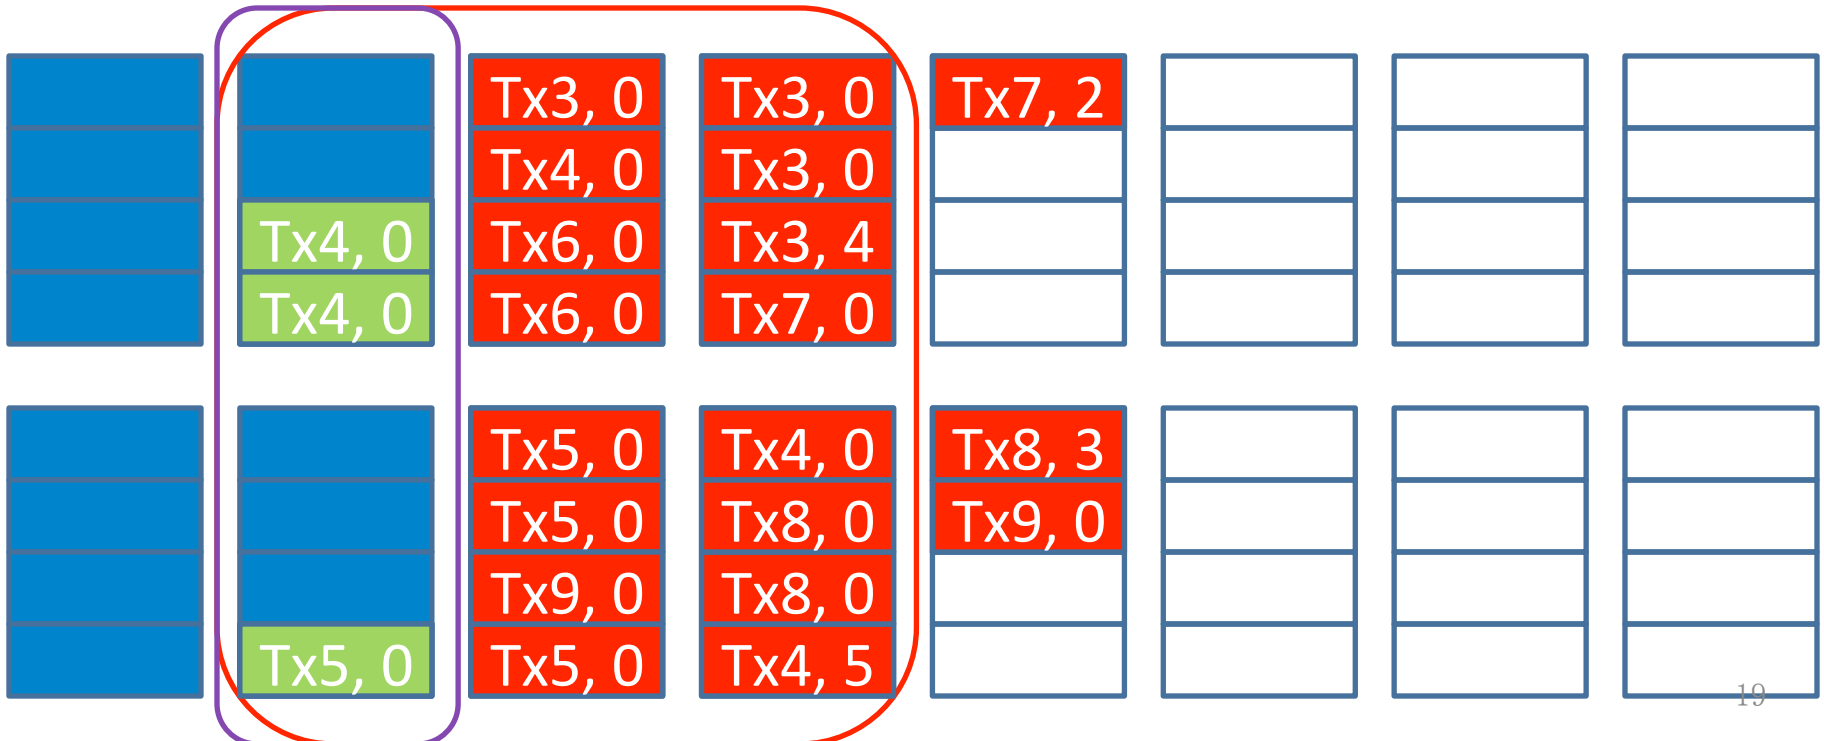 Tx3, 0 Tx3, 0 Tx7, 2
Tx4, 0 Tx3, 0
Tx4, 0 Tx6, 0 Tx3, 4
Tx4, 0 Tx6, 0 Tx7, 0
Tx5, 0 Tx4, 0 Tx8, 3
Tx5, 0 Tx8, 0 Tx9, 0
Tx9, 0 Tx8, 0
Tx5, 0 Tx5, 0 Tx4, 5
19